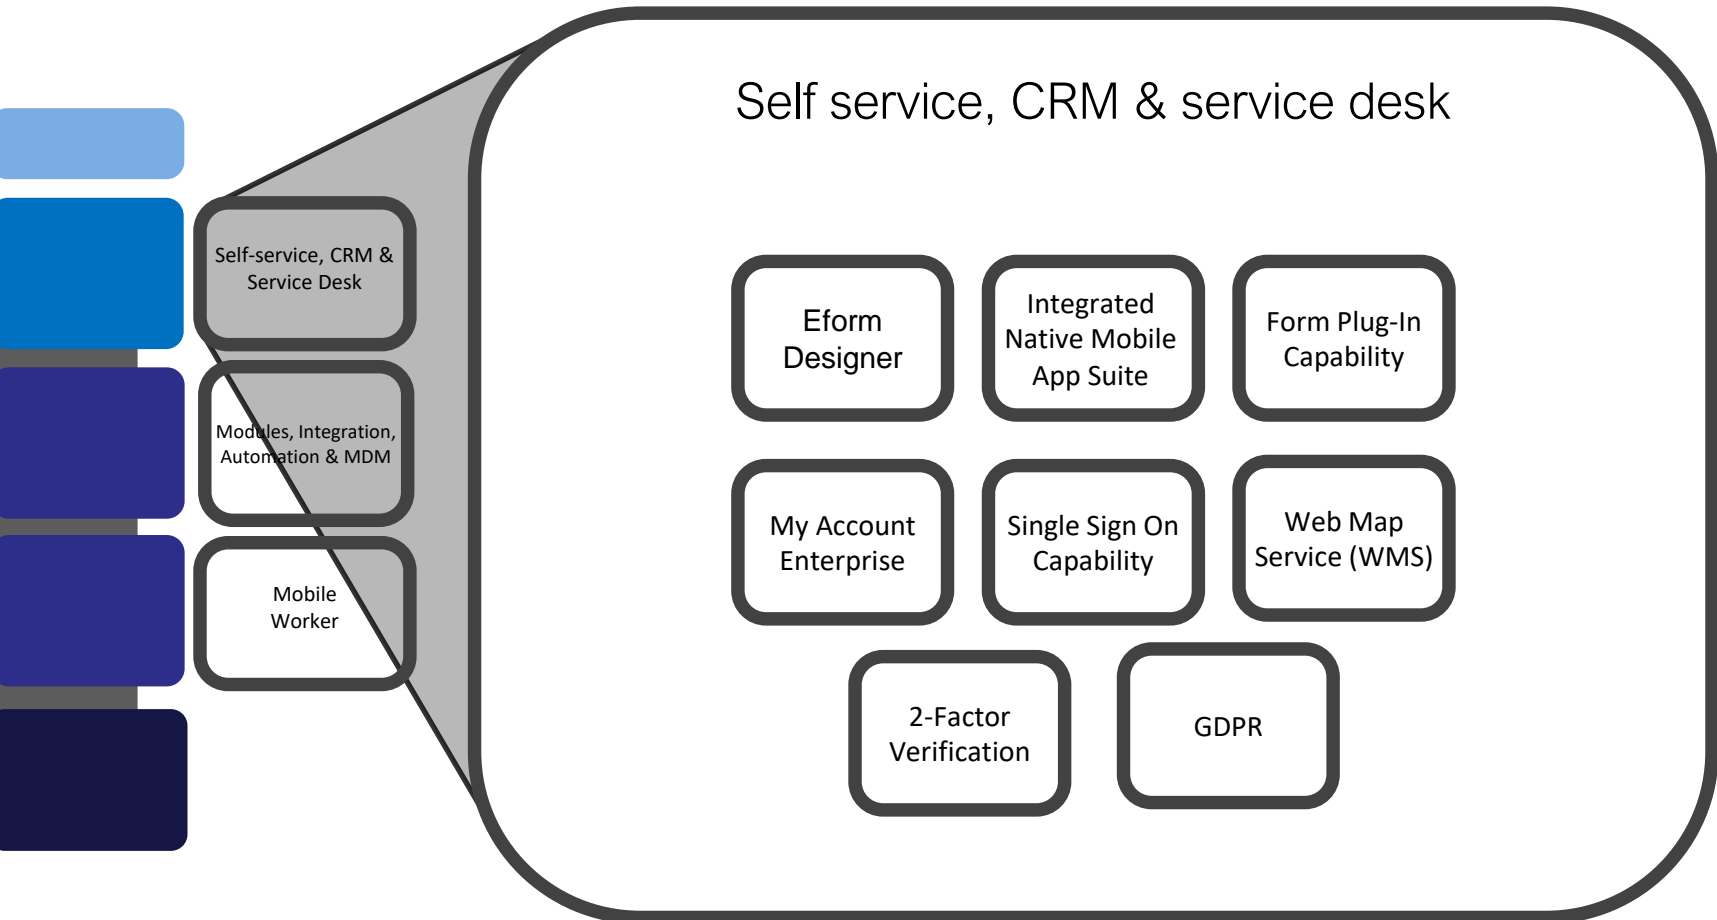 Self service, CRM & service desk
Self-service, CRM &
Service Desk
Modules, Integration,
Automation & MDM
Mobile
Worker
Eform
Designer
Integrated
Native Mobile
App Suite
Form Plug-In
Capability
My Account
Enterprise
Single Sign On
Capability
Web Map
Service (WMS)
2-Factor
Verification
GDPR